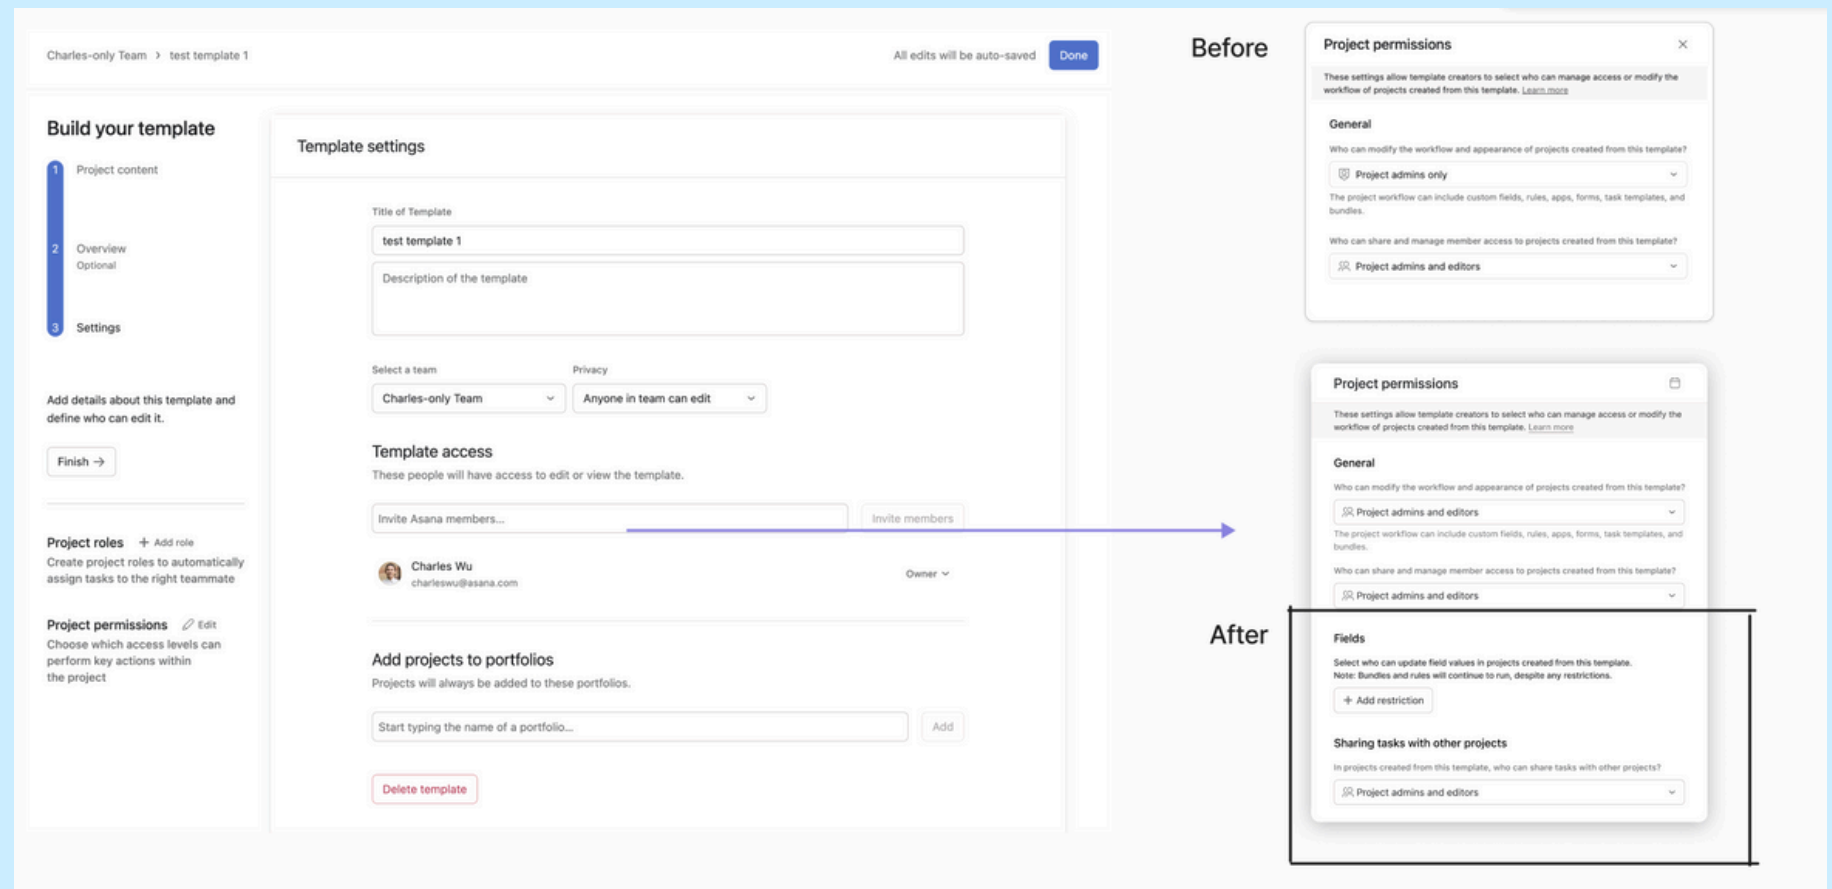 Charles-only Team > test template 1
All edits will be auto-saved
Done
Build your template
1 Project content
2 Overview
Optional
3 Settings
Add details about this template and
define who can edit it.
Finish →
Project roles + Add role
Create project roles to automatically
assign tasks to the right teammate
Project permissions Edit
Choose which access levels can
perform key actions within
the project
Template settings
Title of Template
test template 1
Description of the template
Select a team
Privacy
Charles-only Team
Anyone in team can edit
Template access
These people will have access to edit or view the template.
Invite Asana members...
Invite members
Charles Wu
charleswu@asana.com
Owner
Add projects to portfolios
Projects will always be added to these portfolios.
Start typing the name of a portfolio...
Add
Delete template
Before
Project permissions
These settings allow template creators to select who can manage access or modify the
workflow of projects created from this template. Learn more
General
Who can modify the workflow and appearance of projects created from this template?
Project admins only
The project workflow can include custom fields, rules, apps, forms, task templates, and
bundles.
Who can share and manage member access to projects created from this template?
Project admins and editors
After
Project permissions
These settings allow template creators to select who can manage access or modify the
workflow of projects created from this template. Learn more
General
Who can modify the workflow and appearance of projects created from this template?
Project admins and editors
The project workflow can include custom fields, rules, apps, forms, task templates, and
bundles.
Who can share and manage member access to projects created from this template?
Project admins and editors
Fields
Select who can update field values in projects created from this template.
Note: Bundles and rules will continue to run, despite any restrictions.
+ Add restriction
Sharing tasks with other projects
In projects created from this template, who can share tasks with other projects?
Project admins and editors